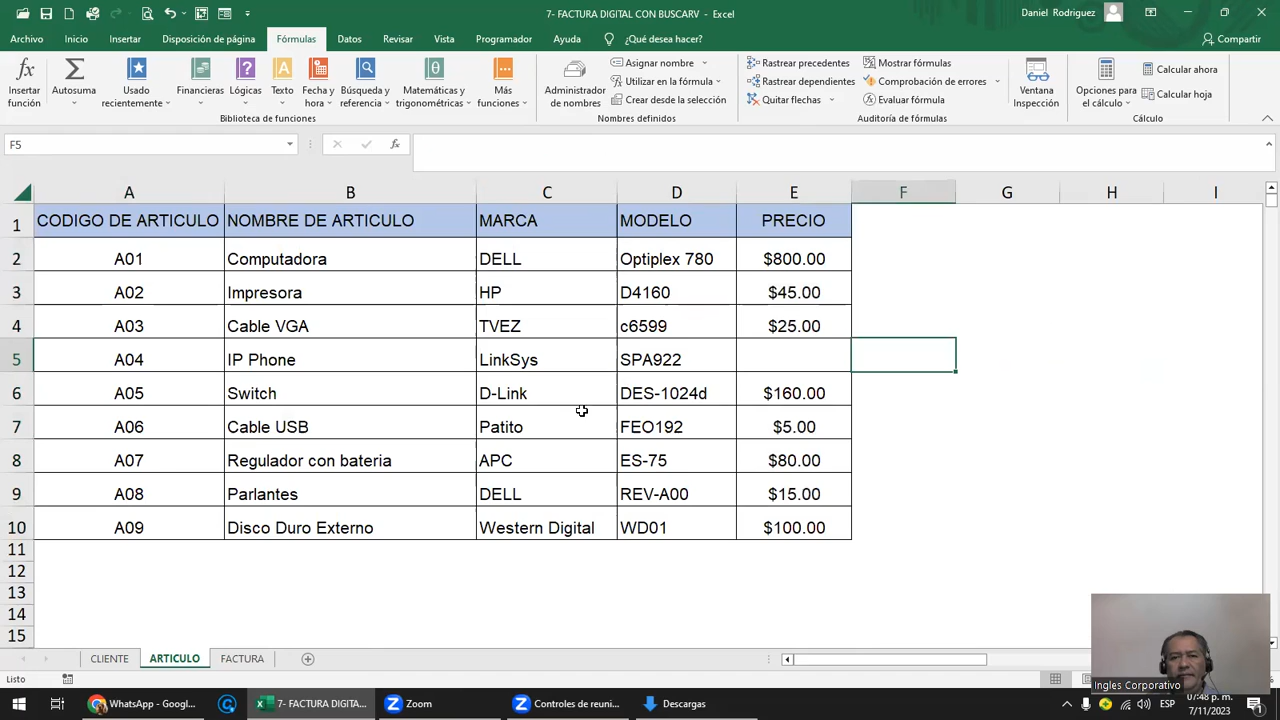 7- FACTURA DIGITAL CON BUSCARV - Excel
Daniel Rodriguez
Archivo Inicio Insertar Disposición de página Fórmulas Datos Revisar Vista Programador Ayuda ¿Qué desea hacer? Compartir
Insertar función
Autosuma
Usado recientemente
Financieras
Lógicas
Texto
Fecha y hora
Búsqueda y referencia
Matemáticas y trigonométricas
Más funciones
Biblioteca de funciones
Administrador de nombres
Asignar nombre
Utilizar en la fórmula
Crear desde la selección
Nombres definidos
Rastrear precedentes
Rastrear dependientes
Quitar flechas
Mostrar fórmulas
Comprobación de errores
Evaluar fórmula
Auditoría de fórmulas
Ventana Inspección
Opciones para el cálculo
Calcular ahora
Calcular hoja
Cálculo
F5
fx
A B C D E F G H I
1 CODIGO DE ARTICULO NOMBRE DE ARTICULO MARCA MODELO PRECIO
2 A01 Computadora DELL Optiplex 780 $800.00
3 A02 Impresora HP D4160 $45.00
4 A03 Cable VGA TVEZ c6599 $25.00
5 A04 IP Phone LinkSys SPA922
6 A05 Switch D-Link DES-1024d $160.00
7 A06 Cable USB Patito FEO192 $5.00
8 A07 Regulador con bateria APC ES-75 $80.00
9 A08 Parlantes DELL REV-A00 $15.00
10 A09 Disco Duro Externo Western Digital WD01 $100.00
11
12
13
14
15
CLIENTE ARTICULO FACTURA
Listo
Ingles Corporativo
WhatsApp - Googl...
7- FACTURA DIGITA...
Zoom
Controles de reuni...
Descargas
ESP
07:48 p. m.
7/11/2023